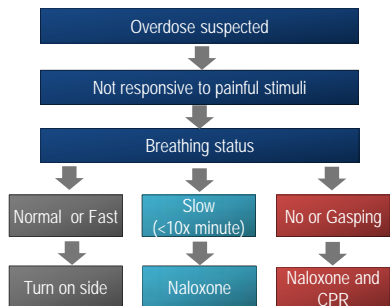 Overdose suspected
Not responsive to painful stimuli
Breathing status
Normal or Fast
Slow
(<10x minute)
No or Gasping
Turn on side
Naloxone
Naloxone and
CPR